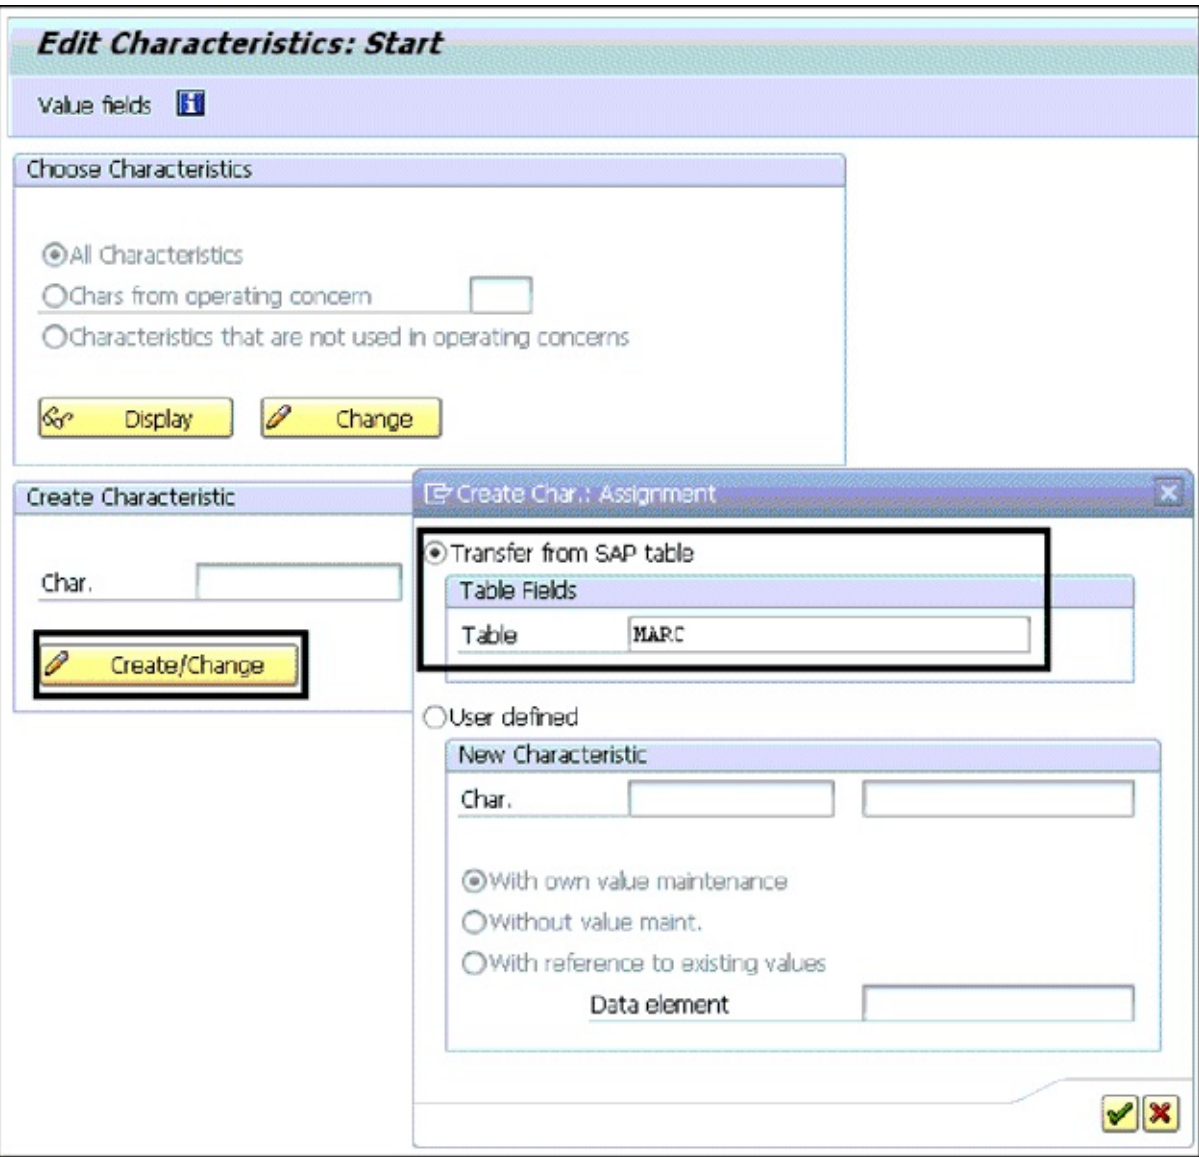 Edit Characteristics: Start
Value fields
Choose Characteristics
All Characteristics
Chars from operating concern
Characteristics that are not used in operating concerns
Display Change
Create Characteristic
Char.
Create/Change
Create Char.: Assignment
Transfer from SAP table
Table Fields
Table MARC
User defined
New Characteristic
Char.
With own value maintenance
Without value maint.
With reference to existing values
Data element